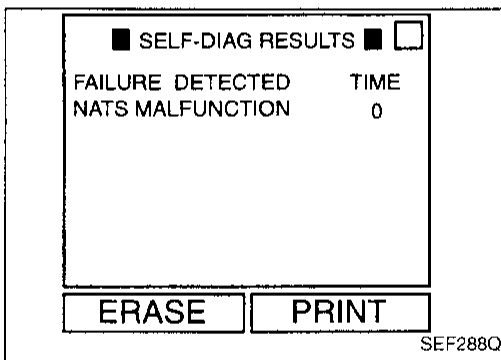 SELF-DIAG RESULTS
FAILURE DETECTED TIME
NATS MALFUNCTION 0
ERASE PRINT
SEF288Q